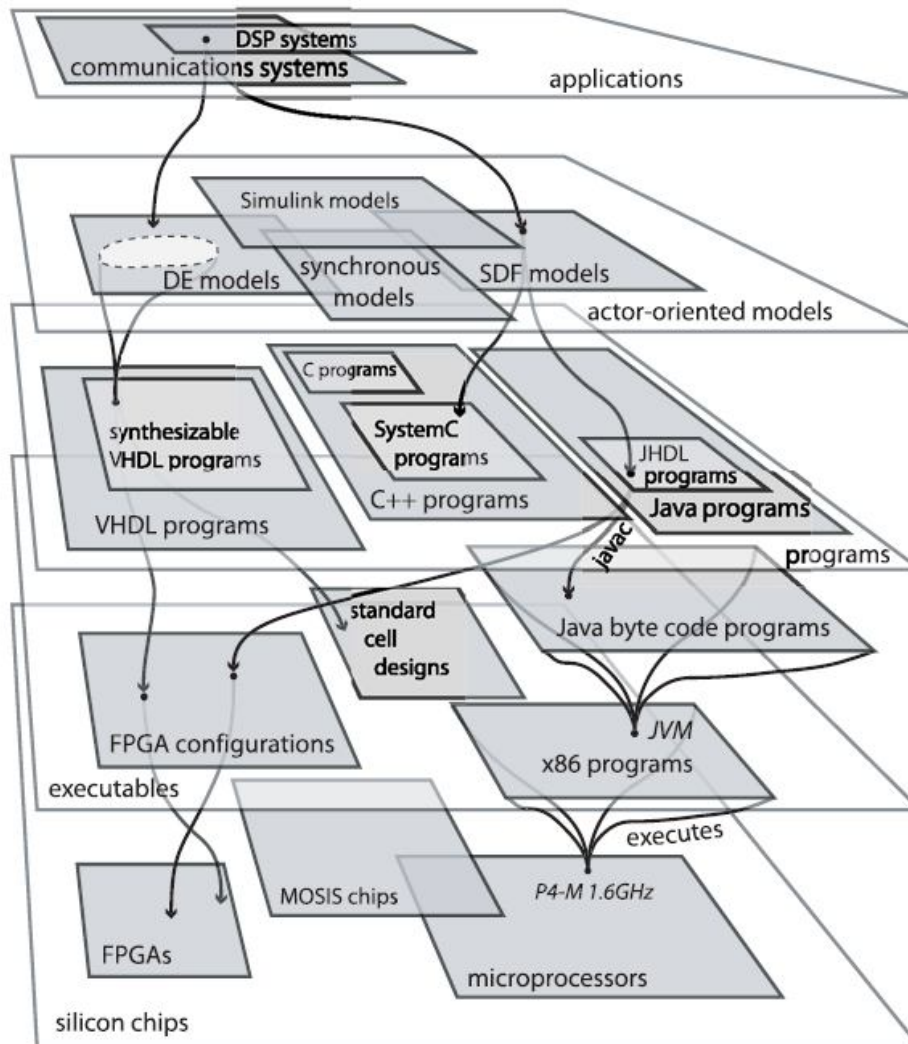 DSP systems
communications systems
applications
Simulink models
DE models
synchronous
models
SDF models
actor-oriented models
C programs
synthesizable
VHDL programs
SystemC
programs
JHDL
programs
C++ programs
Java programs
VHDL programs
javac
programs
standard
cell
designs
Java byte code programs
FPGA configurations
JVM
x86 programs
executables
executes
MOSIS chips
P4-M 1.6GHz
FPGAs
microprocessors
silicon chips